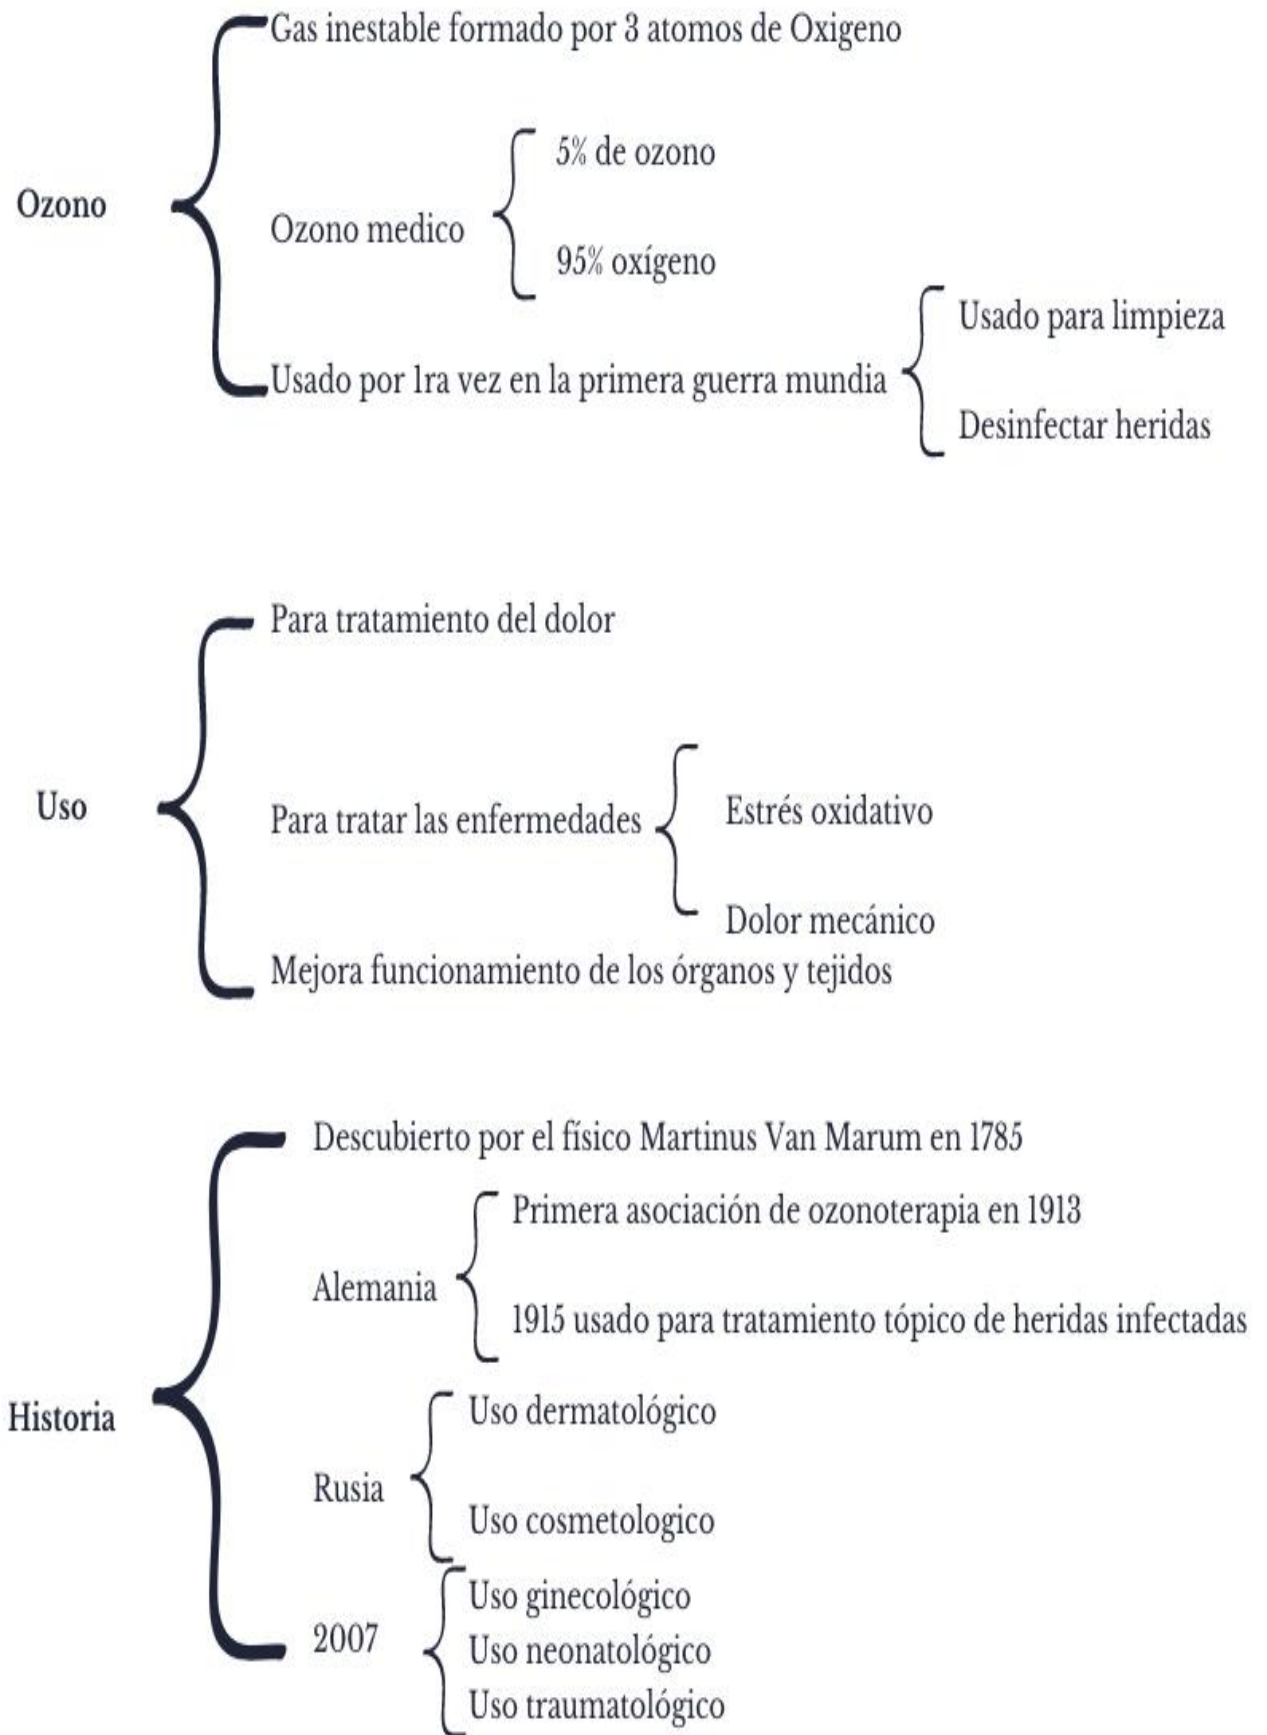 Ozono
Gas inestable formado por 3 atomos de Oxigeno
Ozono medico
5% de ozono
95% oxígeno
Usado por 1ra vez en la primera guerra mundia
Usado para limpieza
Desinfectar heridas
Uso
Para tratamiento del dolor
Para tratar las enfermedades
Estrés oxidativo
Dolor mecánico
Mejora funcionamiento de los órganos y tejidos
Historia
Descubierto por el físico Martinus Van Marum en 1785
Alemania
Primera asociación de ozonoterapia en 1913
1915 usado para tratamiento tópico de heridas infectadas
Rusia
Uso dermatológico
Uso cosmetologico
2007
Uso ginecológico
Uso neonatológico
Uso traumatológico